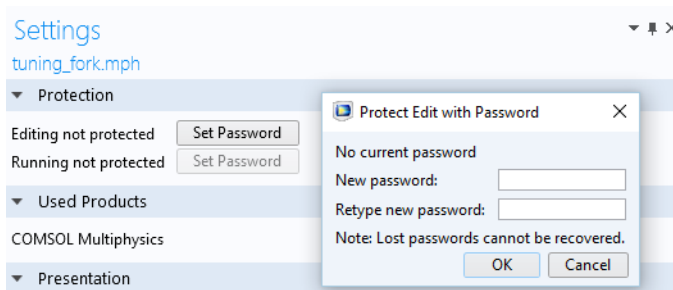 Settings
tuning_fork.mph
Protection
Editing not protected Set Password
Running not protected Set Password
Used Products
COMSOL Multiphysics
Presentation
Protect Edit with Password
No current password
New password:
Retype new password:
Note: Lost passwords cannot be recovered.
OK Cancel